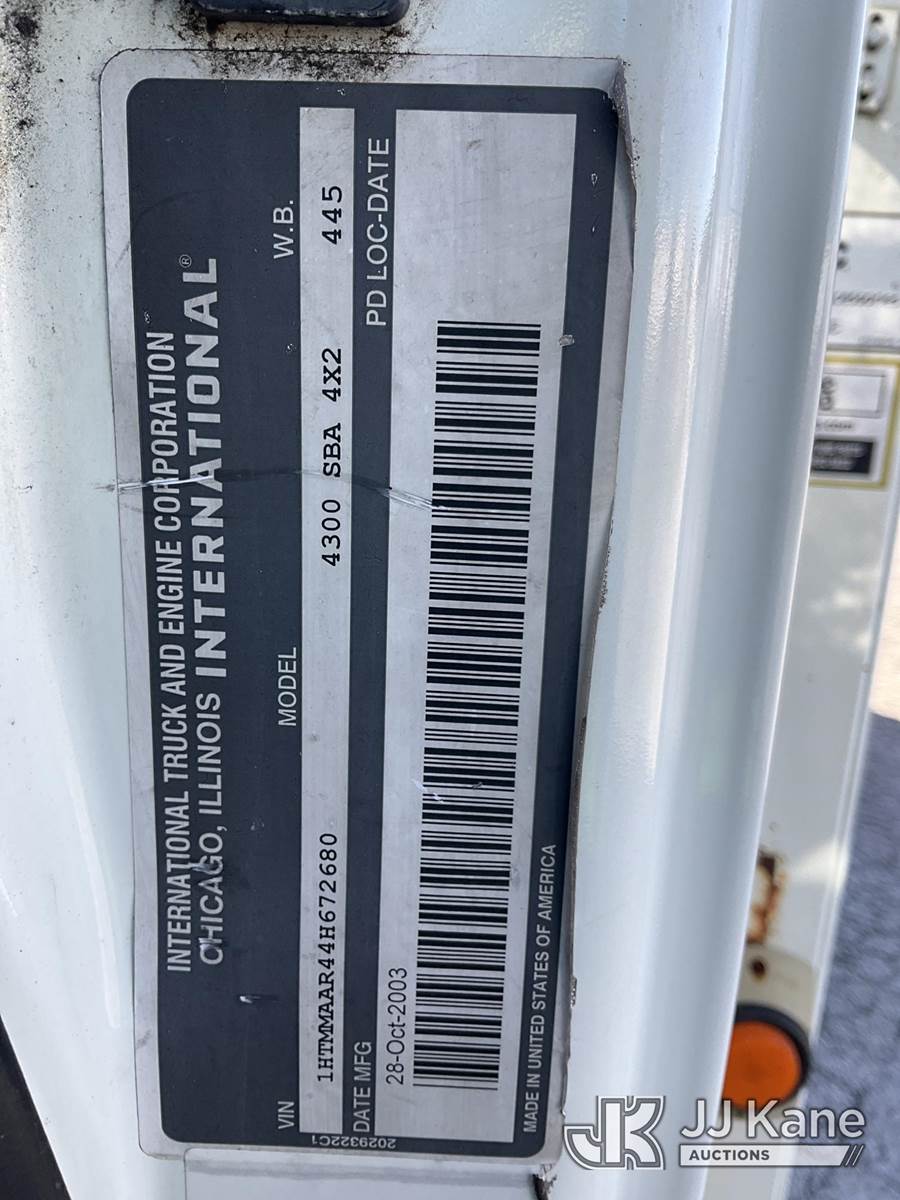 INTERNATIONAL TRUCK AND ENGINE CORPORATION
CHICAGO, ILLINOIS INTERNATIONAL®
VIN MODEL W.B.
1HTMMAAR44H672680 4300 SBA 4X2 445
DATE MFG PD LOC-DATE
28-Oct-2003
MADE IN UNITED STATES OF AMERICA
2029322C1
JK JJ Kane
AUCTIONS